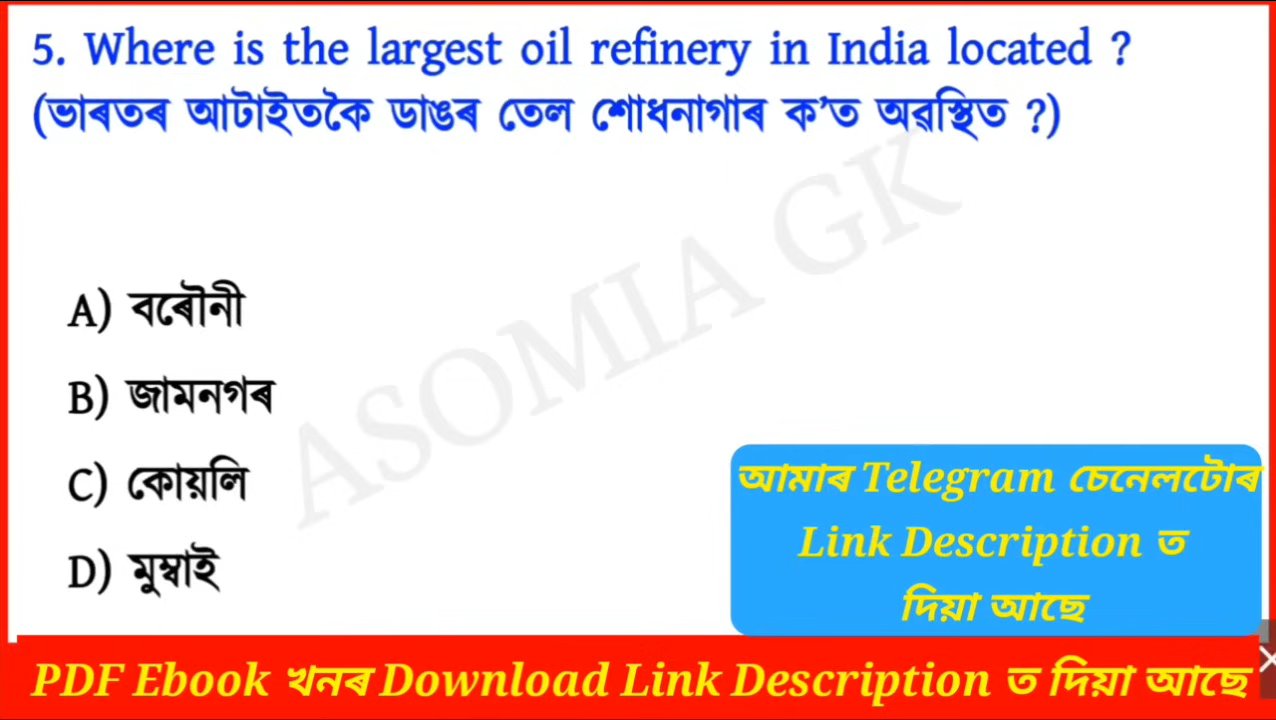 5. Where is the largest oil refinery in India located ?
(ভাৰতৰ আটাইতকৈ ডাঙৰ তেল শোধনাগাৰ ক’ত অৱস্থিত ?)
ASOMIA GK
A) বৰৌনী
B) জামনগৰ
C) কোয়লি
D) মুম্বাই
আমাৰ Telegram চেনেলটোৰ
Link Description ত
দিয়া আছে
PDF Ebook খনৰ Download Link Description ত দিয়া আছে